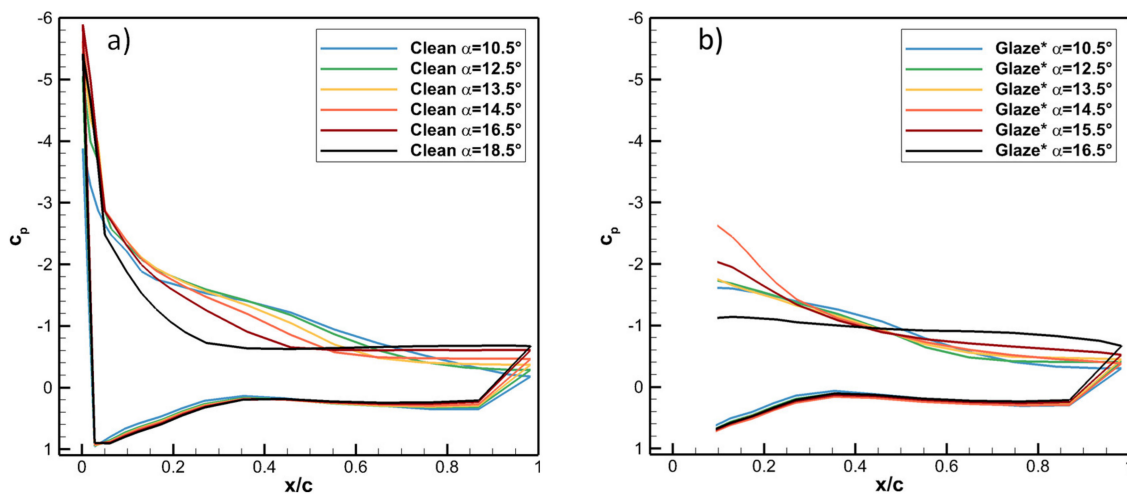 a)
Clean α=10.5°
Clean α=12.5°
Clean α=13.5°
Clean α=14.5°
Clean α=16.5°
Clean α=18.5°
-6
-5
-4
-3
-2
-1
0
1
cp
0
0.2
0.4
0.6
0.8
1
x/c
b)
Glaze* α=10.5°
Glaze* α=12.5°
Glaze* α=13.5°
Glaze* α=14.5°
Glaze* α=15.5°
Glaze* α=16.5°
-6
-5
-4
-3
-2
-1
0
1
cp
0
0.2
0.4
0.6
0.8
1
x/c